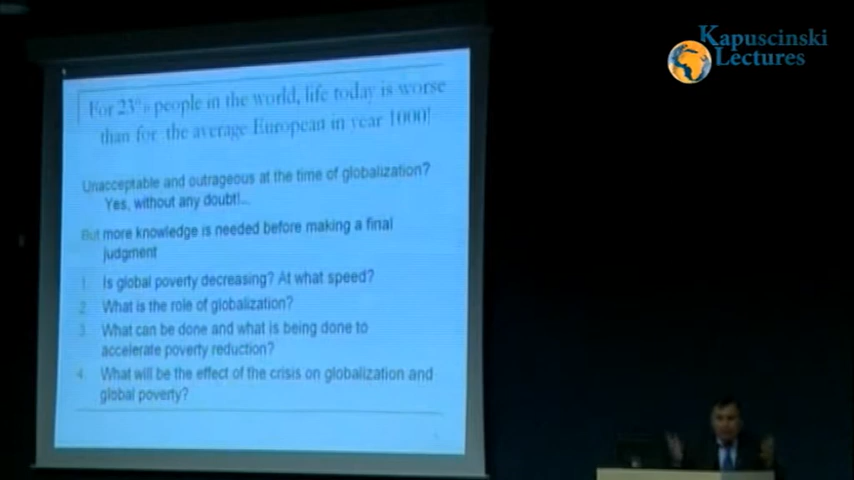 Kapuscinski
Lectures
For 23% people in the world, life today is worse
than for the average European in year 1000!
Unacceptable and outrageous at the time of globalization?
Yes, without any doubt!...
But more knowledge is needed before making a final
judgment
1. Is global poverty decreasing? At what speed?
2. What is the role of globalization?
3. What can be done and what is being done to
accelerate poverty reduction?
4. What will be the effect of the crisis on globalization and
global poverty?